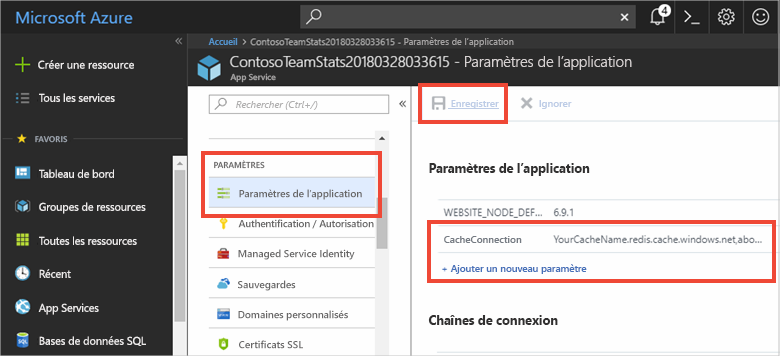 Microsoft Azure
4
Créer une ressource
Tous les services
FAVORIS
Tableau de bord
Groupes de ressources
Toutes les ressources
Récent
App Services
Bases de données SQL
Accueil > ContosoTeamStats20180328033615 - Paramètres de l'application
ContosoTeamStats20180328033615 - Paramètres de l'application
App Service
Rechercher (Ctrl+/)
PARAMÈTRES
Paramètres de l'application
Authentification / Autorisation
Managed Service Identity
Sauvegardes
Domaines personnalisés
Certificats SSL
Enregistrer
Ignorer
Paramètres de l'application
WEBSITE_NODE_DEF... 6.9.1
CacheConnection YourCacheName.redis.cache.windows.net,abo...
+ Ajouter un nouveau paramètre
Chaînes de connexion